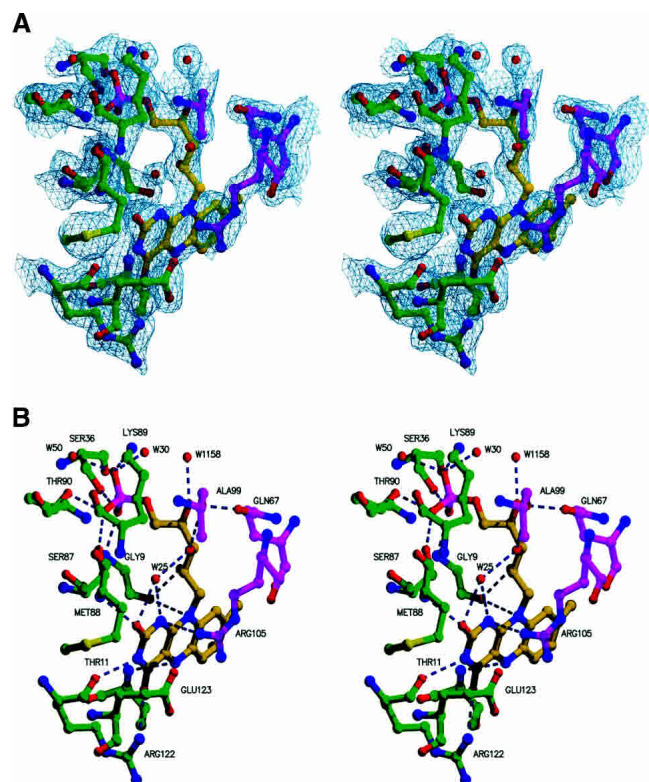 A
B
LYS89
SER36
W50
W30
W1158
THR90
ALA99
GLN67
SER87
GLY9
W25
MET88
ARG105
THR11
GLU123
ARG122
LYS89
SER36
W50
W30
W1158
THR90
ALA99
GLN67
SER87
GLY9
W25
MET88
ARG105
THR11
GLU123
ARG122